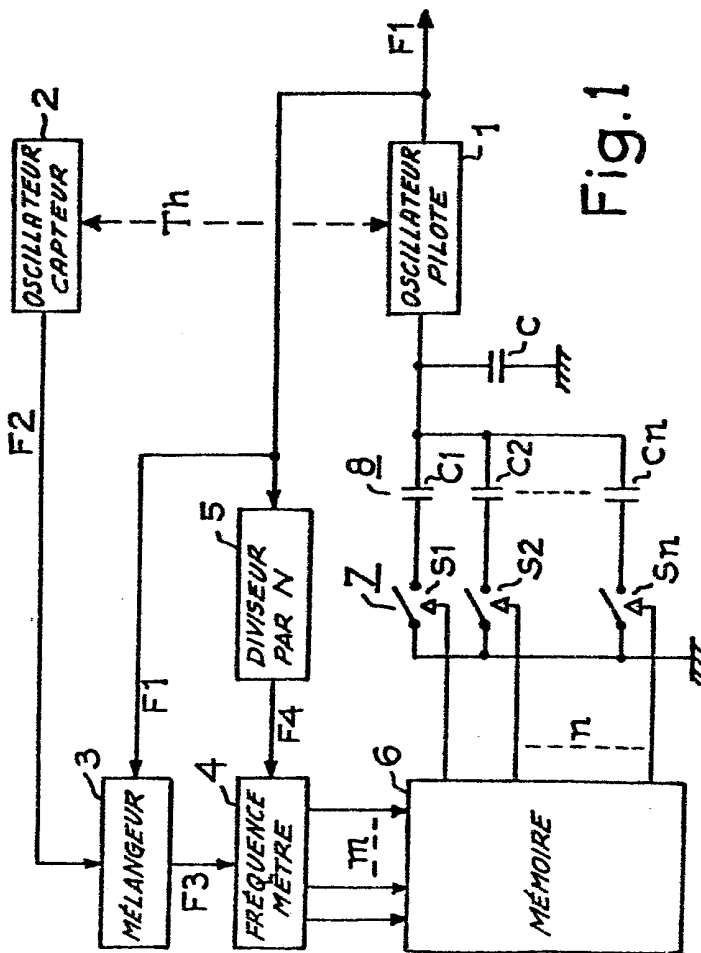 2
OSCILLATEUR
CAPTEUR
F2
Th
F1
OSCILLATEUR
PILOTE
1
3
MÉLANGEUR
F1
5
DIVISEUR
PAR N
F3
F4
4
FRÉQUENCE
MÈTRE
C
8
C1
C2
Cn
Z
S1
S2
Sn
m
n
6
MÉMOIRE
Fig.1